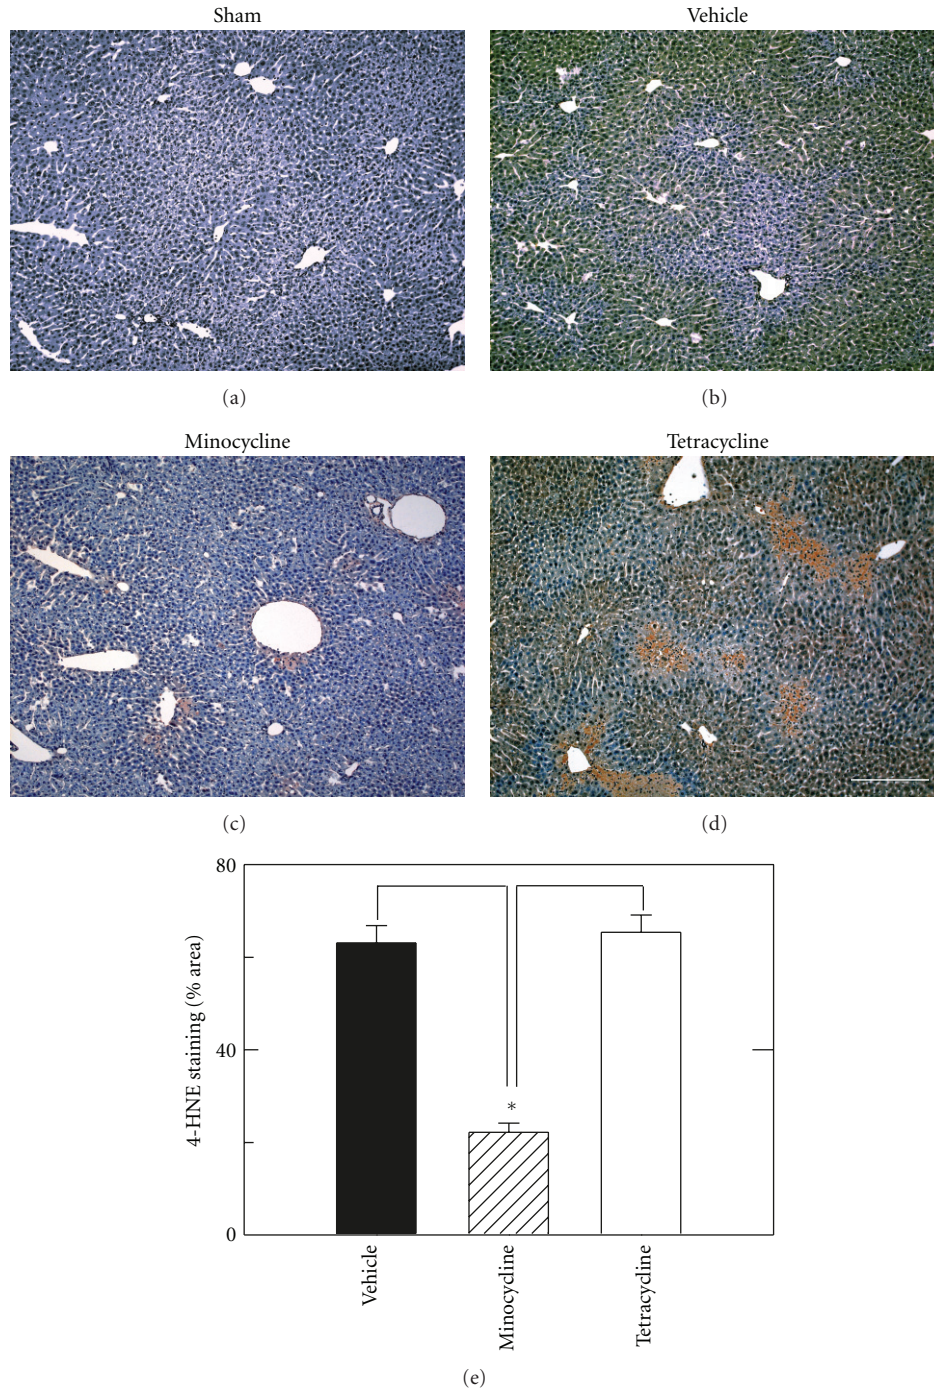 Sham
Vehicle
(a)
(b)
Minocycline
Tetracycline
(c)
(d)
80
40
0
4-HNE staining (% area)
*
Vehicle
Minocycline
Tetracycline
(e)